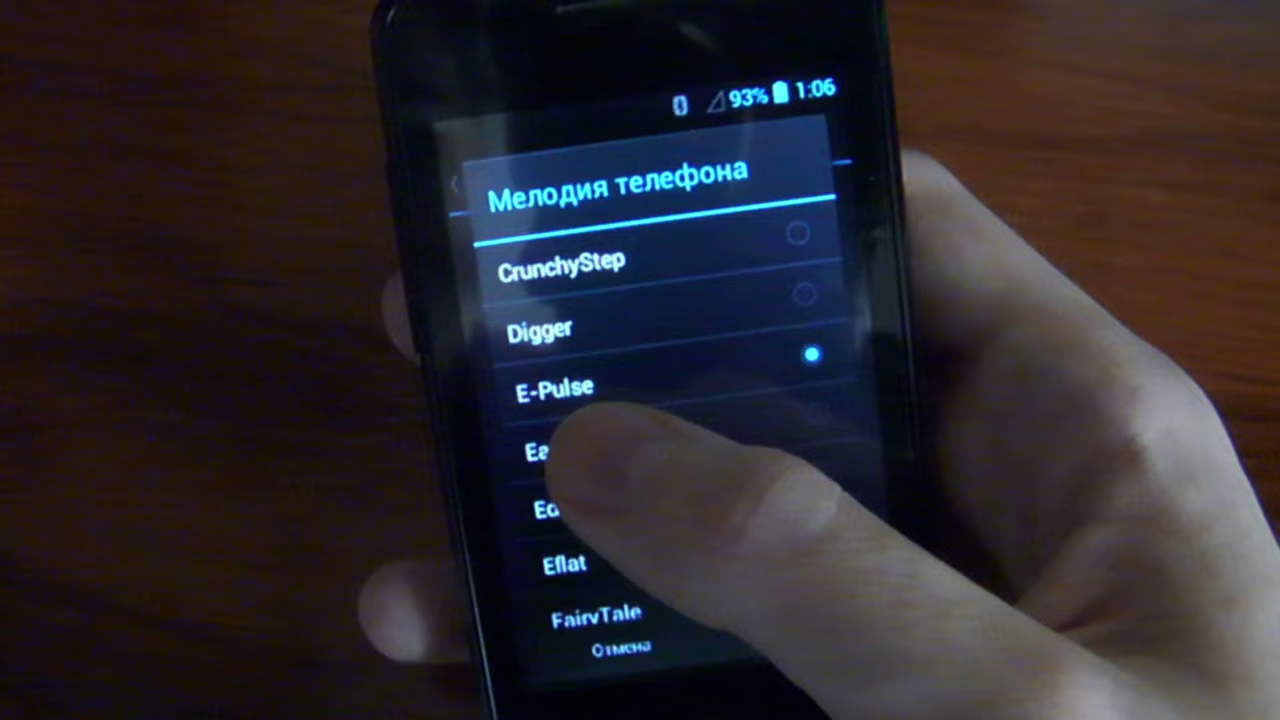 93% 1:06
Мелодия телефона
CrunchyStep
Digger
E-Pulse
Eflat
FairyTale
Отмена